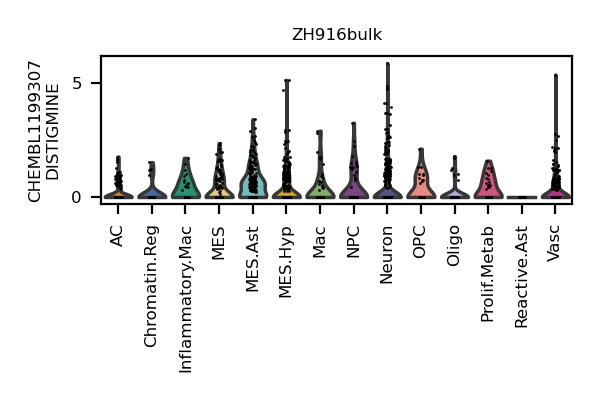 ZH916bulk
CHEMBL1199307
DISTIGMINE
5
0
AC
Chromatin.Reg
Inflammatory.Mac
MES
MES.Ast
MES.Hyp
Mac
NPC
Neuron
OPC
Oligo
Prolif.Metab
Reactive.Ast
Vasc